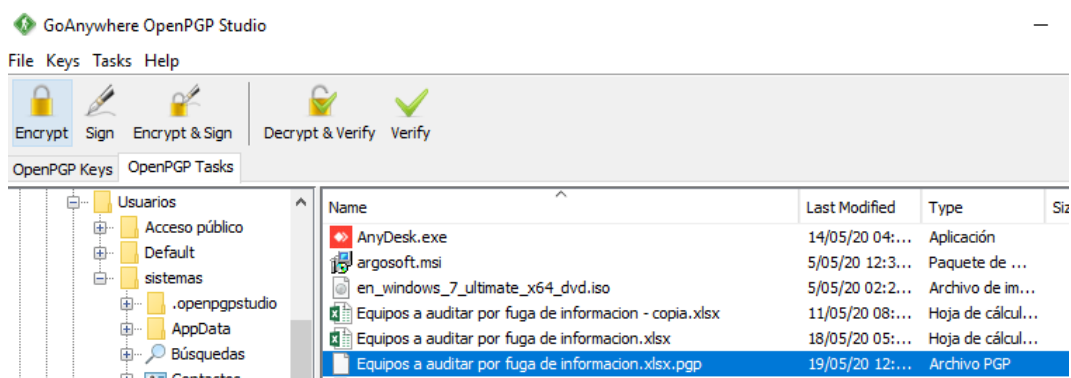 GoAnywhere OpenPGP Studio
File Keys Tasks Help
Encrypt Sign Encrypt & Sign Decrypt & Verify Verify
OpenPGP Keys OpenPGP Tasks
Usuarios
Acceso público
Default
sistemas
.openpgpstudio
AppData
Búsquedas
Contactos
Name Last Modified Type Siz
AnyDesk.exe 14/05/20 04:... Aplicación
argosoft.msi 5/05/20 12:3... Paquete de ...
en_windows_7_ultimate_x64_dvd.iso 5/05/20 02:2... Archivo de im...
Equipos a auditar por fuga de informacion - copia.xlsx 11/05/20 08:... Hoja de cálcul...
Equipos a auditar por fuga de informacion.xlsx 18/05/20 05:... Hoja de cálcul...
Equipos a auditar por fuga de informacion.xlsx.pgp 19/05/20 12:... Archivo PGP